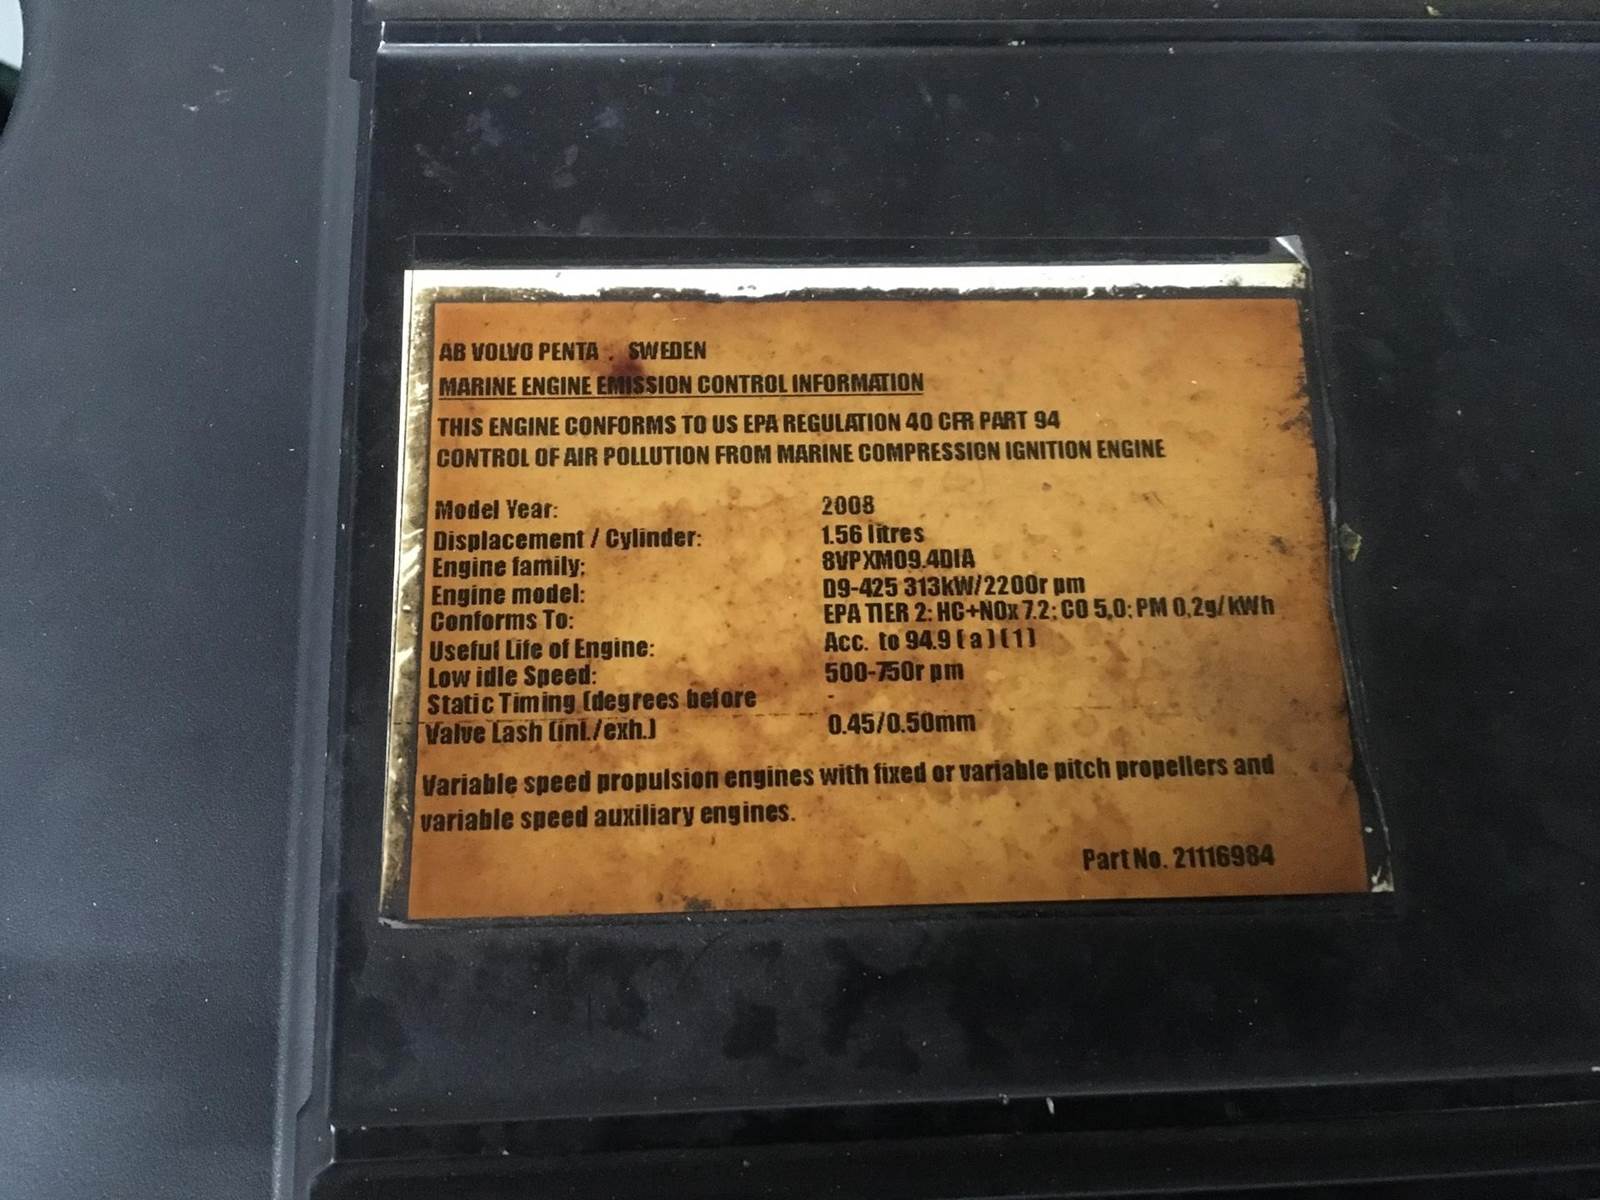 AB VOLVO PENTA . SWEDEN
MARINE ENGINE EMISSION CONTROL INFORMATION
THIS ENGINE CONFORMS TO US EPA REGULATION 40 CFR PART 94
CONTROL OF AIR POLLUTION FROM MARINE COMPRESSION IGNITION ENGINE
Model Year: 2008
Displacement / Cylinder: 1.56 litres
Engine family: 8VPXM09.4DIA
Engine model: D9-425 313kW/2200r pm
Conforms To: EPA TIER 2: HC+NOx 7.2; CO 5,0; PM 0,2g/kWh
Useful Life of Engine: Acc. to 94.9 (a) (1)
Low idle Speed: 500-750r pm
Static Timing (degrees before -
Valve Lash (inl./exh.) 0.45/0.50mm
Variable speed propulsion engines with fixed or variable pitch propellers and
variable speed auxiliary engines.
Part No. 21116984